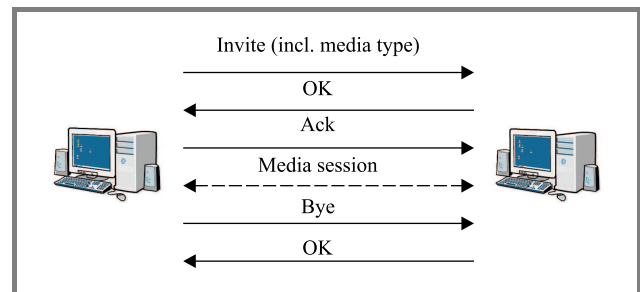 Invite (incl. media type)
OK
Ack
Media session
Bye
OK